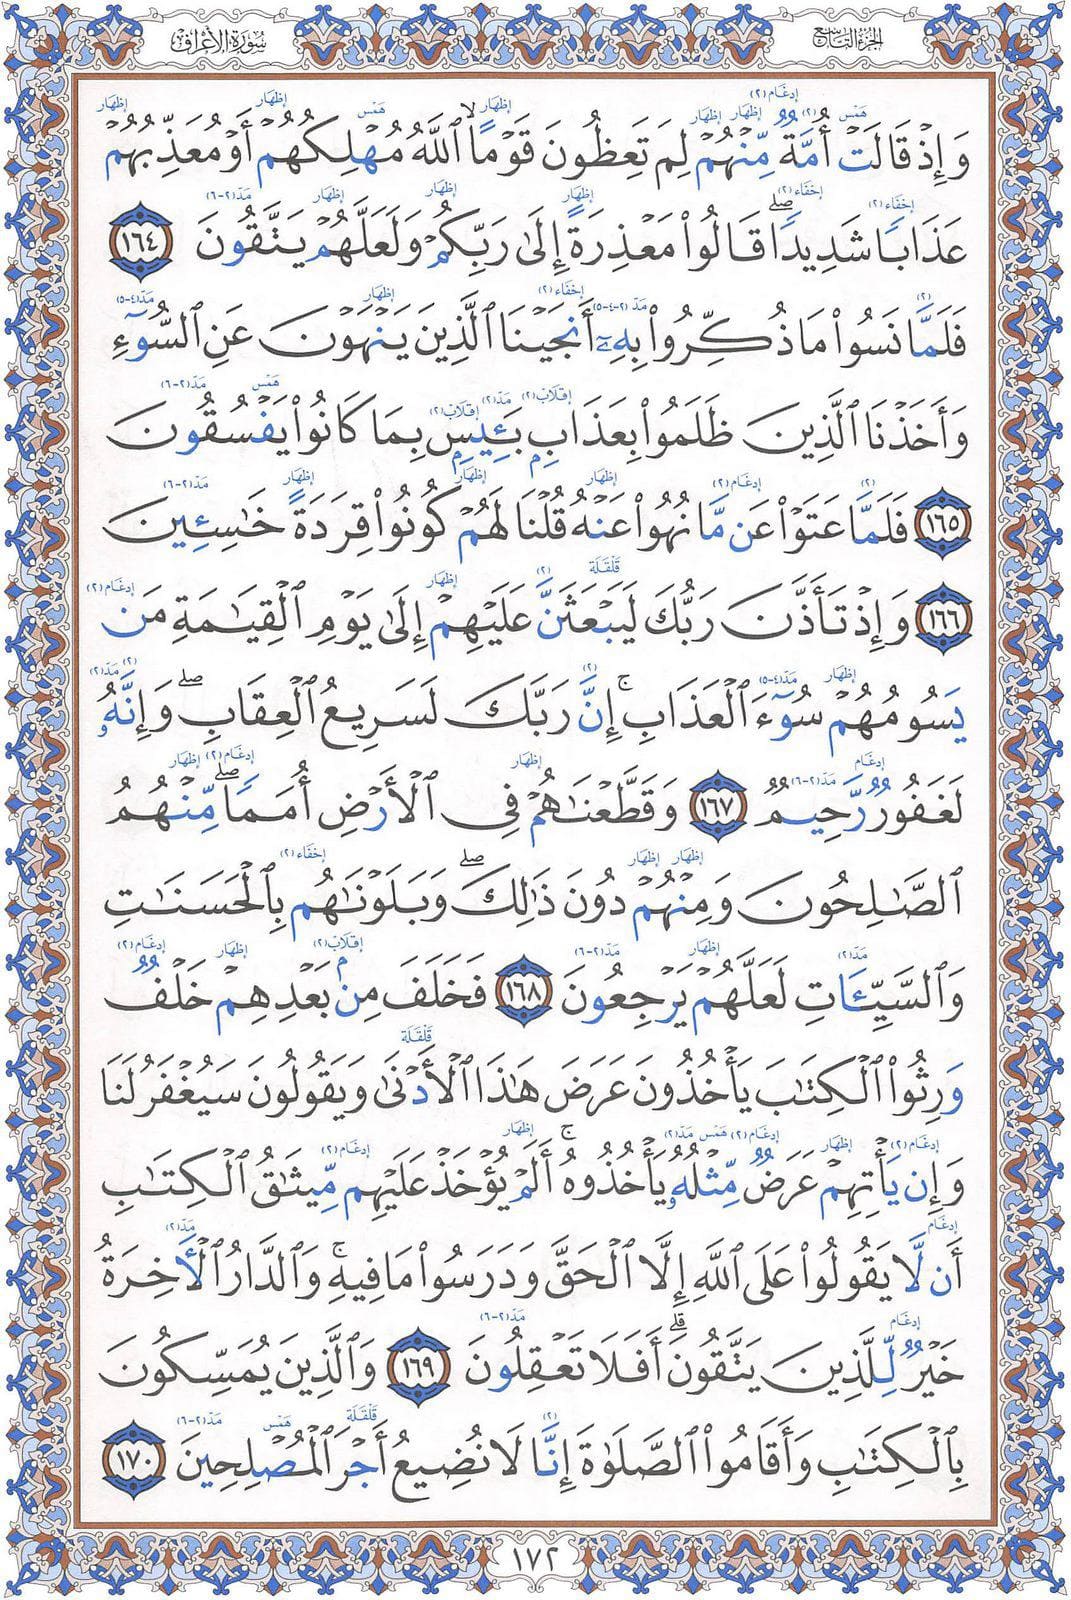 الجزء التاسع
سورة الأعراف
وَإِذْ قَالَتْ أُمَّةٌ مِّنْهُمْ لِمَ تَعِظُونَ قَوْمًا ۙ ٱللَّهُ مُهْلِكُهُمْ أَوْ مُعَذِّبُهُمْ
عَذَابًا شَدِيدًا ۖ قَالُوا۟ مَعْذِرَةً إِلَىٰ رَبِّكُمْ وَلَعَلَّهُمْ يَتَّقُونَ ١٦٤
فَلَمَّا نَسُوا۟ مَا ذُكِّرُوا۟ بِهِۦٓ أَنجَيْنَا ٱلَّذِينَ يَنْهَوْنَ عَنِ ٱلسُّوٓءِ
وَأَخَذْنَا ٱلَّذِينَ ظَلَمُوا۟ بِعَذَابٍۭ بَـِٔيسٍۭ بِمَا كَانُوا۟ يَفْسُقُونَ
١٦٥ فَلَمَّا عَتَوْا۟ عَن مَّا نُهُوا۟ عَنْهُ قُلْنَا لَهُمْ كُونُوا۟ قِرَدَةً خَـٰسِـِٔينَ
١٦٦ وَإِذْ تَأَذَّنَ رَبُّكَ لَيَبْعَثَنَّ عَلَيْهِمْ إِلَىٰ يَوْمِ ٱلْقِيَـٰمَةِ مَن
يَسُومُهُمْ سُوٓءَ ٱلْعَذَابِ ۗ إِنَّ رَبَّكَ لَسَرِيعُ ٱلْعِقَابِ ۖ وَإِنَّهُۥ
لَغَفُورٌ رَّحِيمٌ ١٦٧ وَقَطَّعْنَـٰهُمْ فِى ٱلْأَرْضِ أُمَمًا ۖ مِّنْهُمُ
ٱلصَّـٰلِحُونَ وَمِنْهُمْ دُونَ ذَٰلِكَ ۖ وَبَلَوْنَـٰهُم بِٱلْحَسَنَـٰتِ
وَٱلسَّيِّـَٔاتِ لَعَلَّهُمْ يَرْجِعُونَ ١٦٨ فَخَلَفَ مِنۢ بَعْدِهِمْ خَلْفٌ
وَرِثُوا۟ ٱلْكِتَـٰبَ يَأْخُذُونَ عَرَضَ هَـٰذَا ٱلْأَدْنَىٰ وَيَقُولُونَ سَيُغْفَرُ لَنَا
وَإِن يَأْتِهِمْ عَرَضٌ مِّثْلُهُۥ يَأْخُذُوهُ ۚ أَلَمْ يُؤْخَذْ عَلَيْهِم مِّيثَـٰقُ ٱلْكِتَـٰبِ
أَن لَّا يَقُولُوا۟ عَلَى ٱللَّهِ إِلَّا ٱلْحَقَّ وَدَرَسُوا۟ مَا فِيهِ ۗ وَٱلدَّارُ ٱلْـَٔاخِرَةُ
خَيْرٌ لِّلَّذِينَ يَتَّقُونَ ۗ أَفَلَا تَعْقِلُونَ ١٦٩ وَٱلَّذِينَ يُمَسِّكُونَ
بِٱلْكِتَـٰبِ وَأَقَامُوا۟ ٱلصَّلَوٰةَ إِنَّا لَا نُضِيعُ أَجْرَ ٱلْمُصْلِحِينَ ١٧٠
١٧٢